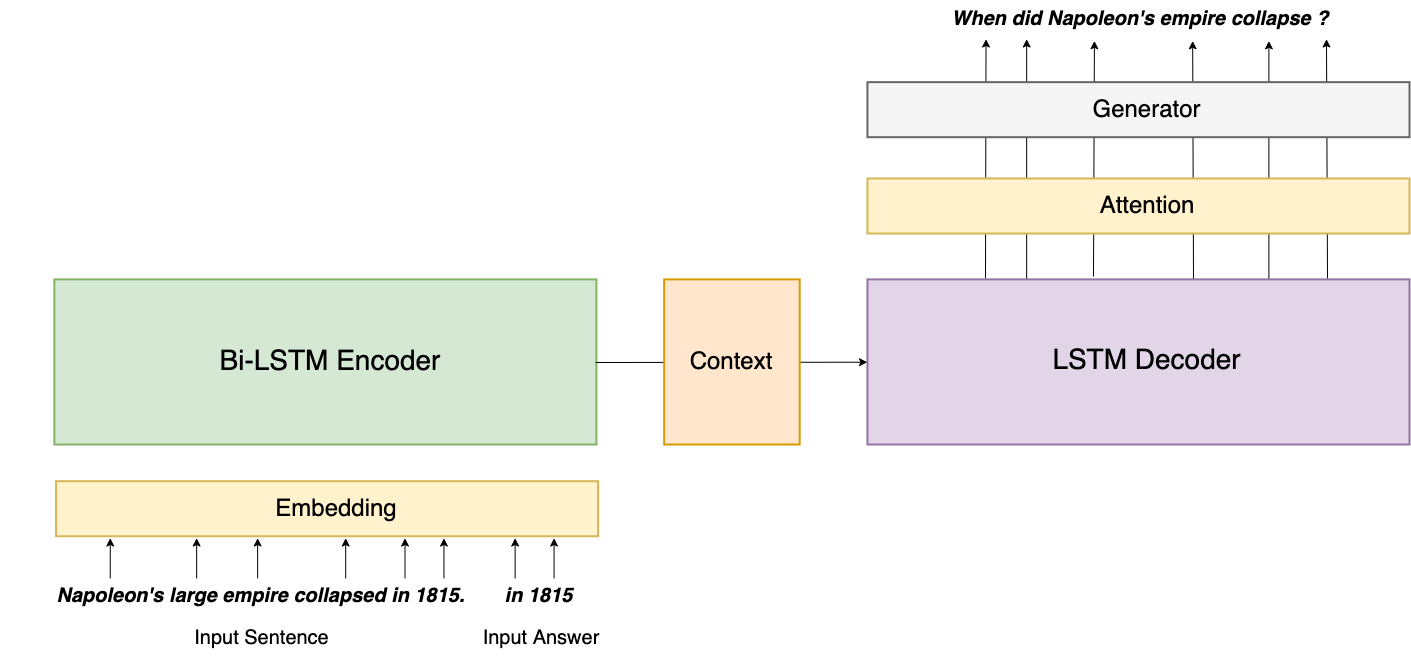 When did Napoleon's empire collapse ?
Generator
Attention
Bi-LSTM Encoder
Context
LSTM Decoder
Embedding
Napoleon's large empire collapsed in 1815.
in 1815
Input Sentence
Input Answer